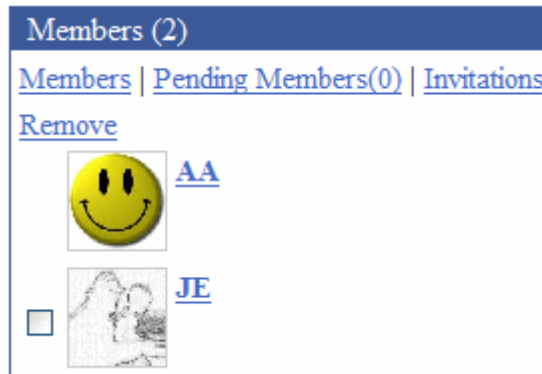 Members (2)
Members | Pending Members(0) | Invitations
Remove
AA
JE